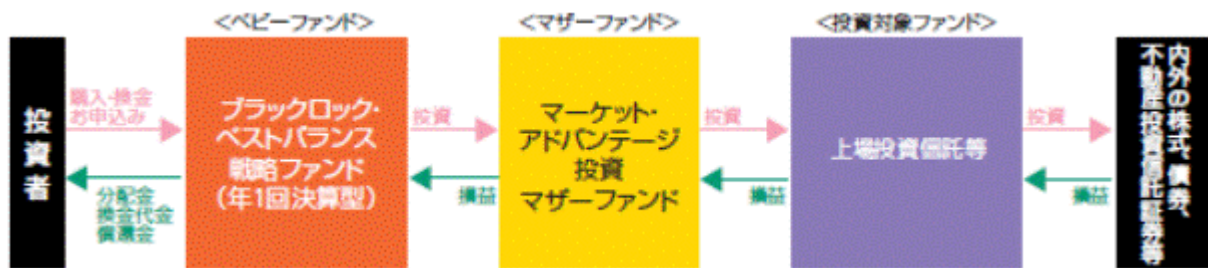 <ベビーファンド>
<マザーファンド>
<投資対象ファンド>
投資者
購入・換金
お申込み
分配金
換金代金
償還金
ブラックロック・
ベストバランス
戦略ファンド
(年1回決算型)
投資
損益
マーケット・
アドバンテージ
投資
マザーファンド
投資
損益
上場投資信託等
投資
損益
内外の株式、債券、
不動産投資信託証券等